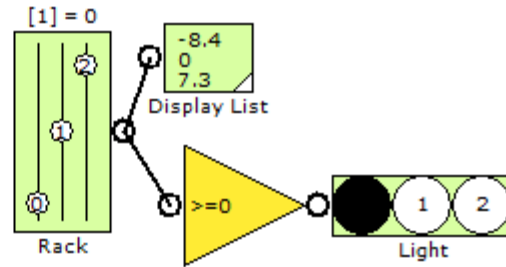 [1] = 0
0
1
2
Rack
-8.4
0
7.3
Display List
>=0
1
2
Light